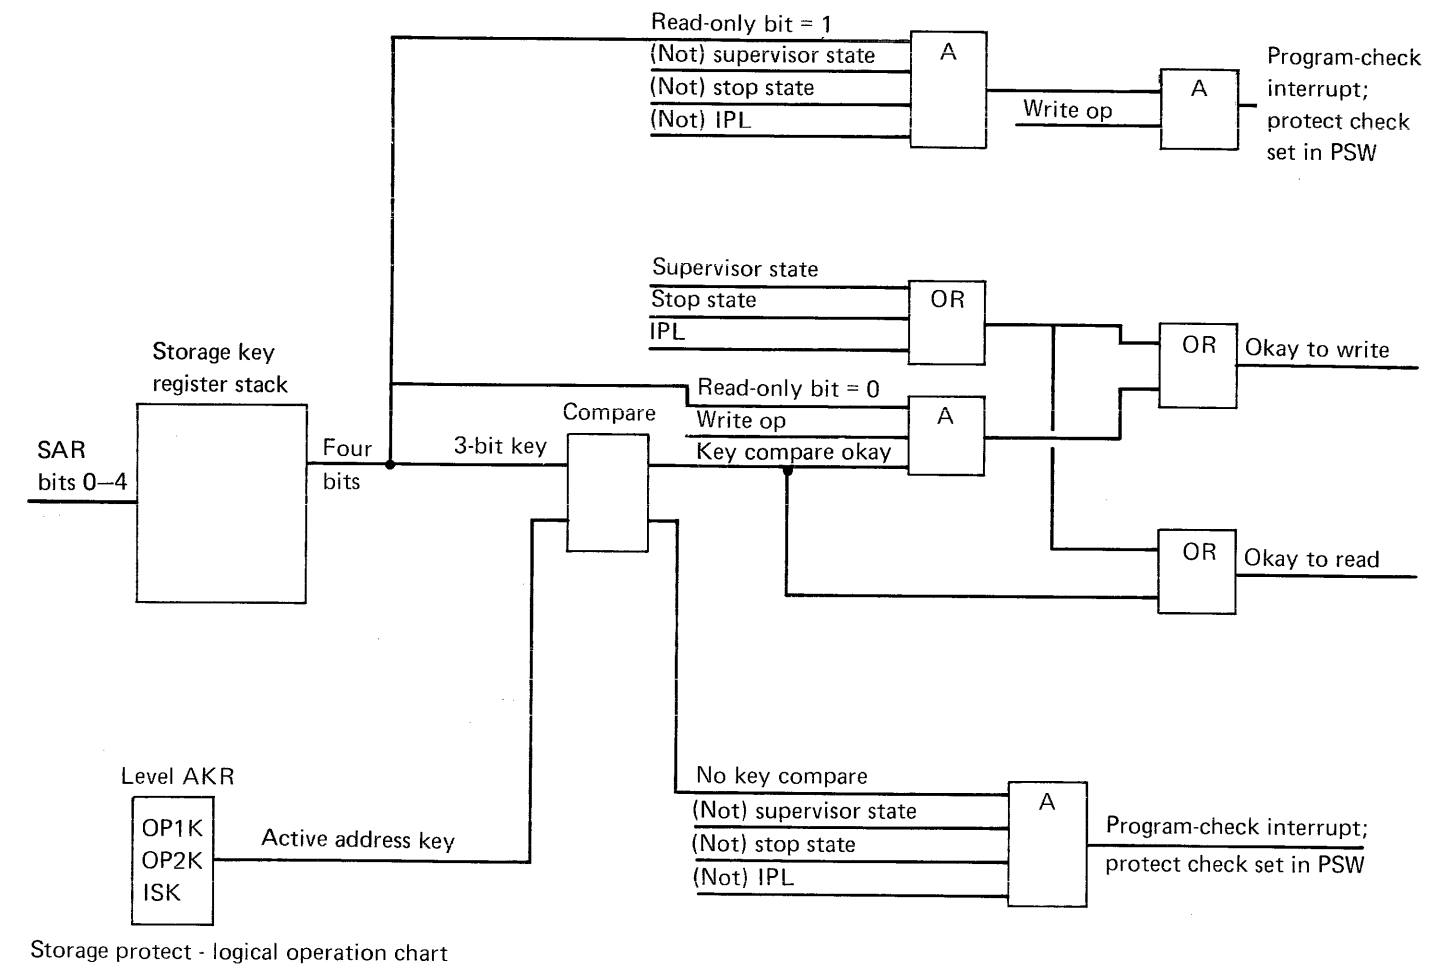 Read-only bit = 1
(Not) supervisor state
(Not) stop state
(Not) IPL
A
Write op
A
Program-check
interrupt;
protect check
set in PSW
Supervisor state
Stop state
IPL
OR
OR
Okay to write
Storage key
register stack
SAR
bits 0–4
Four
bits
3-bit key
Compare
Read-only bit = 0
Write op
Key compare okay
A
OR
Okay to read
Level AKR
OP1K
OP2K
ISK
Active address key
No key compare
(Not) supervisor state
(Not) stop state
(Not) IPL
A
Program-check interrupt;
protect check set in PSW
Storage protect - logical operation chart